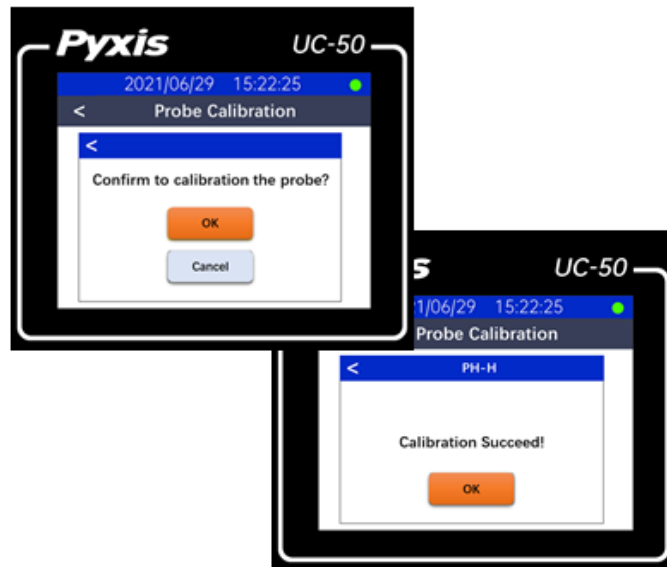 Pyxis UC-50
2021/06/29 15:22:25
< Probe Calibration
<
Confirm to calibration the probe?
OK
Cancel
s UC-50
1/06/29 15:22:25
Probe Calibration
< PH-H
Calibration Succeed!
OK